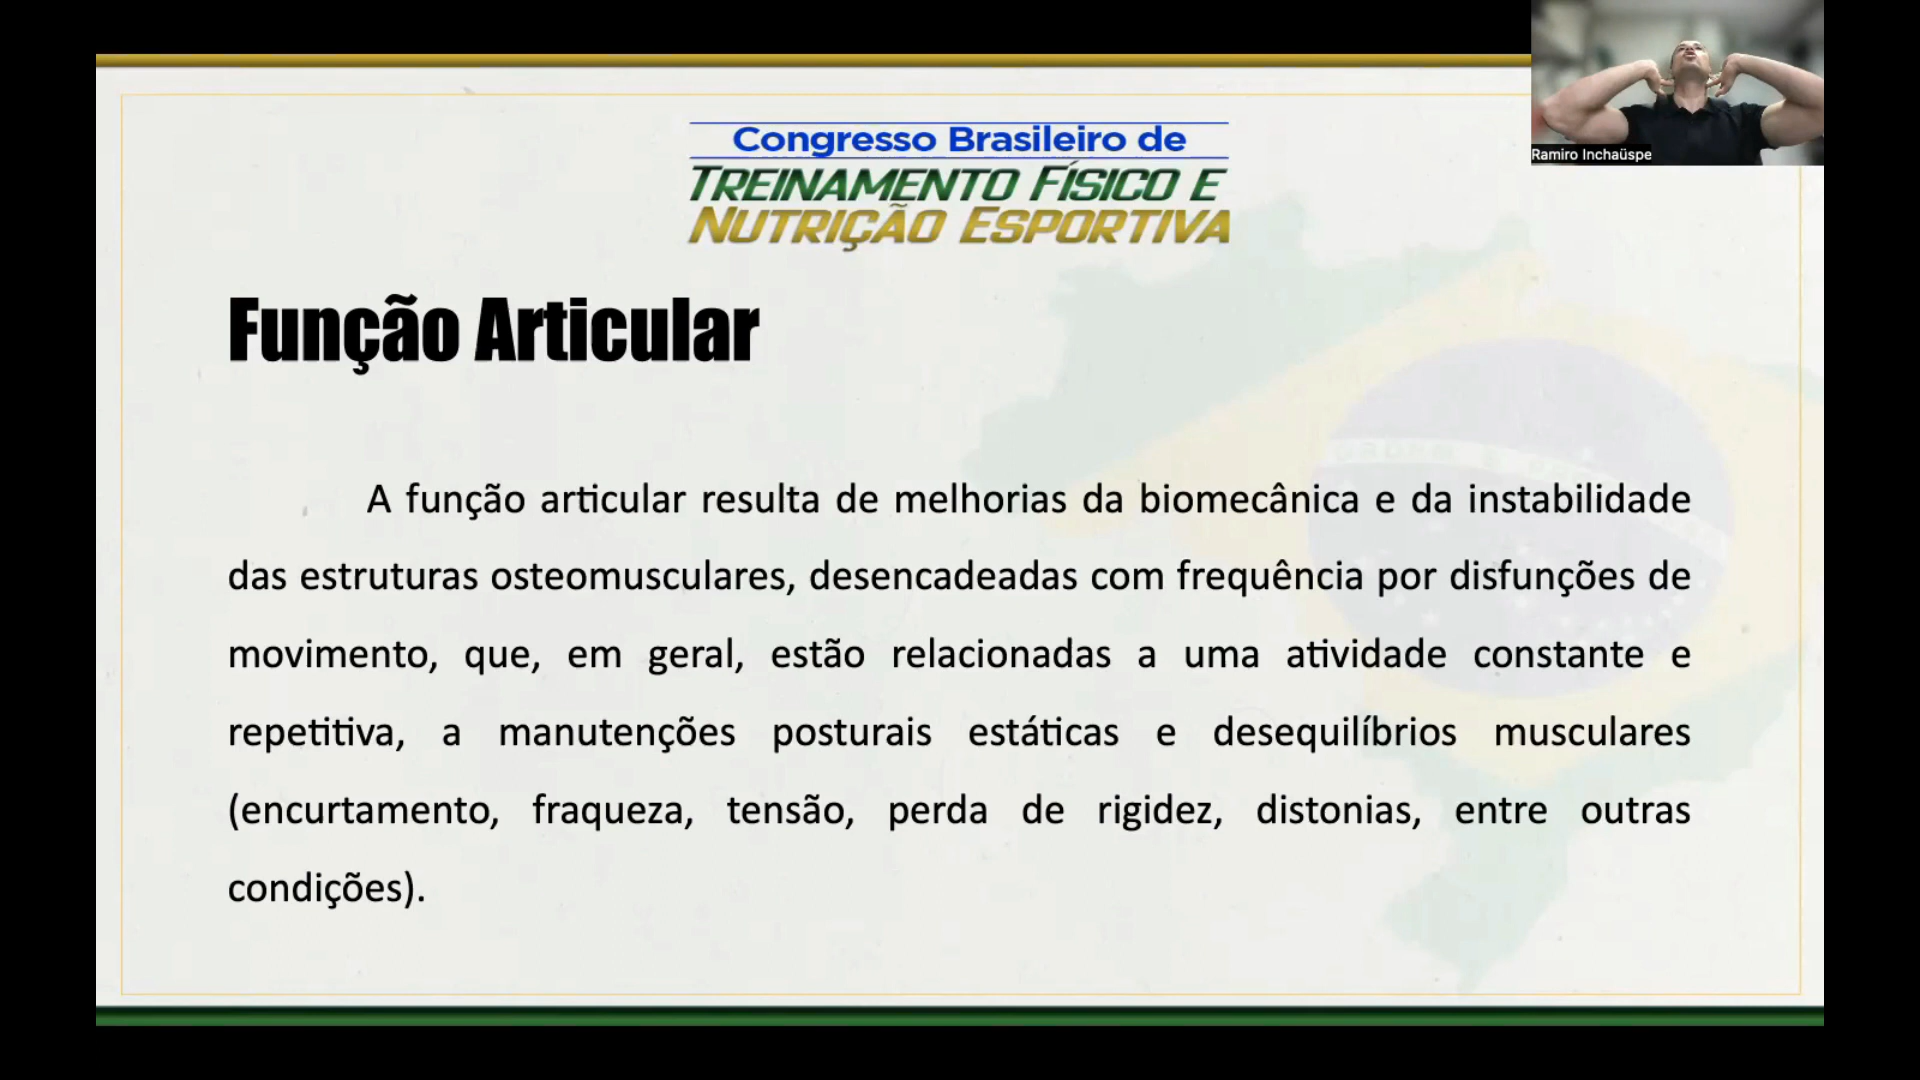 Congresso Brasileiro de
TREINAMENTO FÍSICO E
NUTRIÇÃO ESPORTIVA
Ramiro Inchaüspe
Função Articular
A função articular resulta de melhorias da biomecânica e da instabilidade
das estruturas osteomusculares, desencadeadas com frequência por disfunções de
movimento, que, em geral, estão relacionadas a uma atividade constante e
repetitiva, a manutenções posturais estáticas e desequilíbrios musculares
(encurtamento, fraqueza, tensão, perda de rigidez, distonias, entre outras
condições).